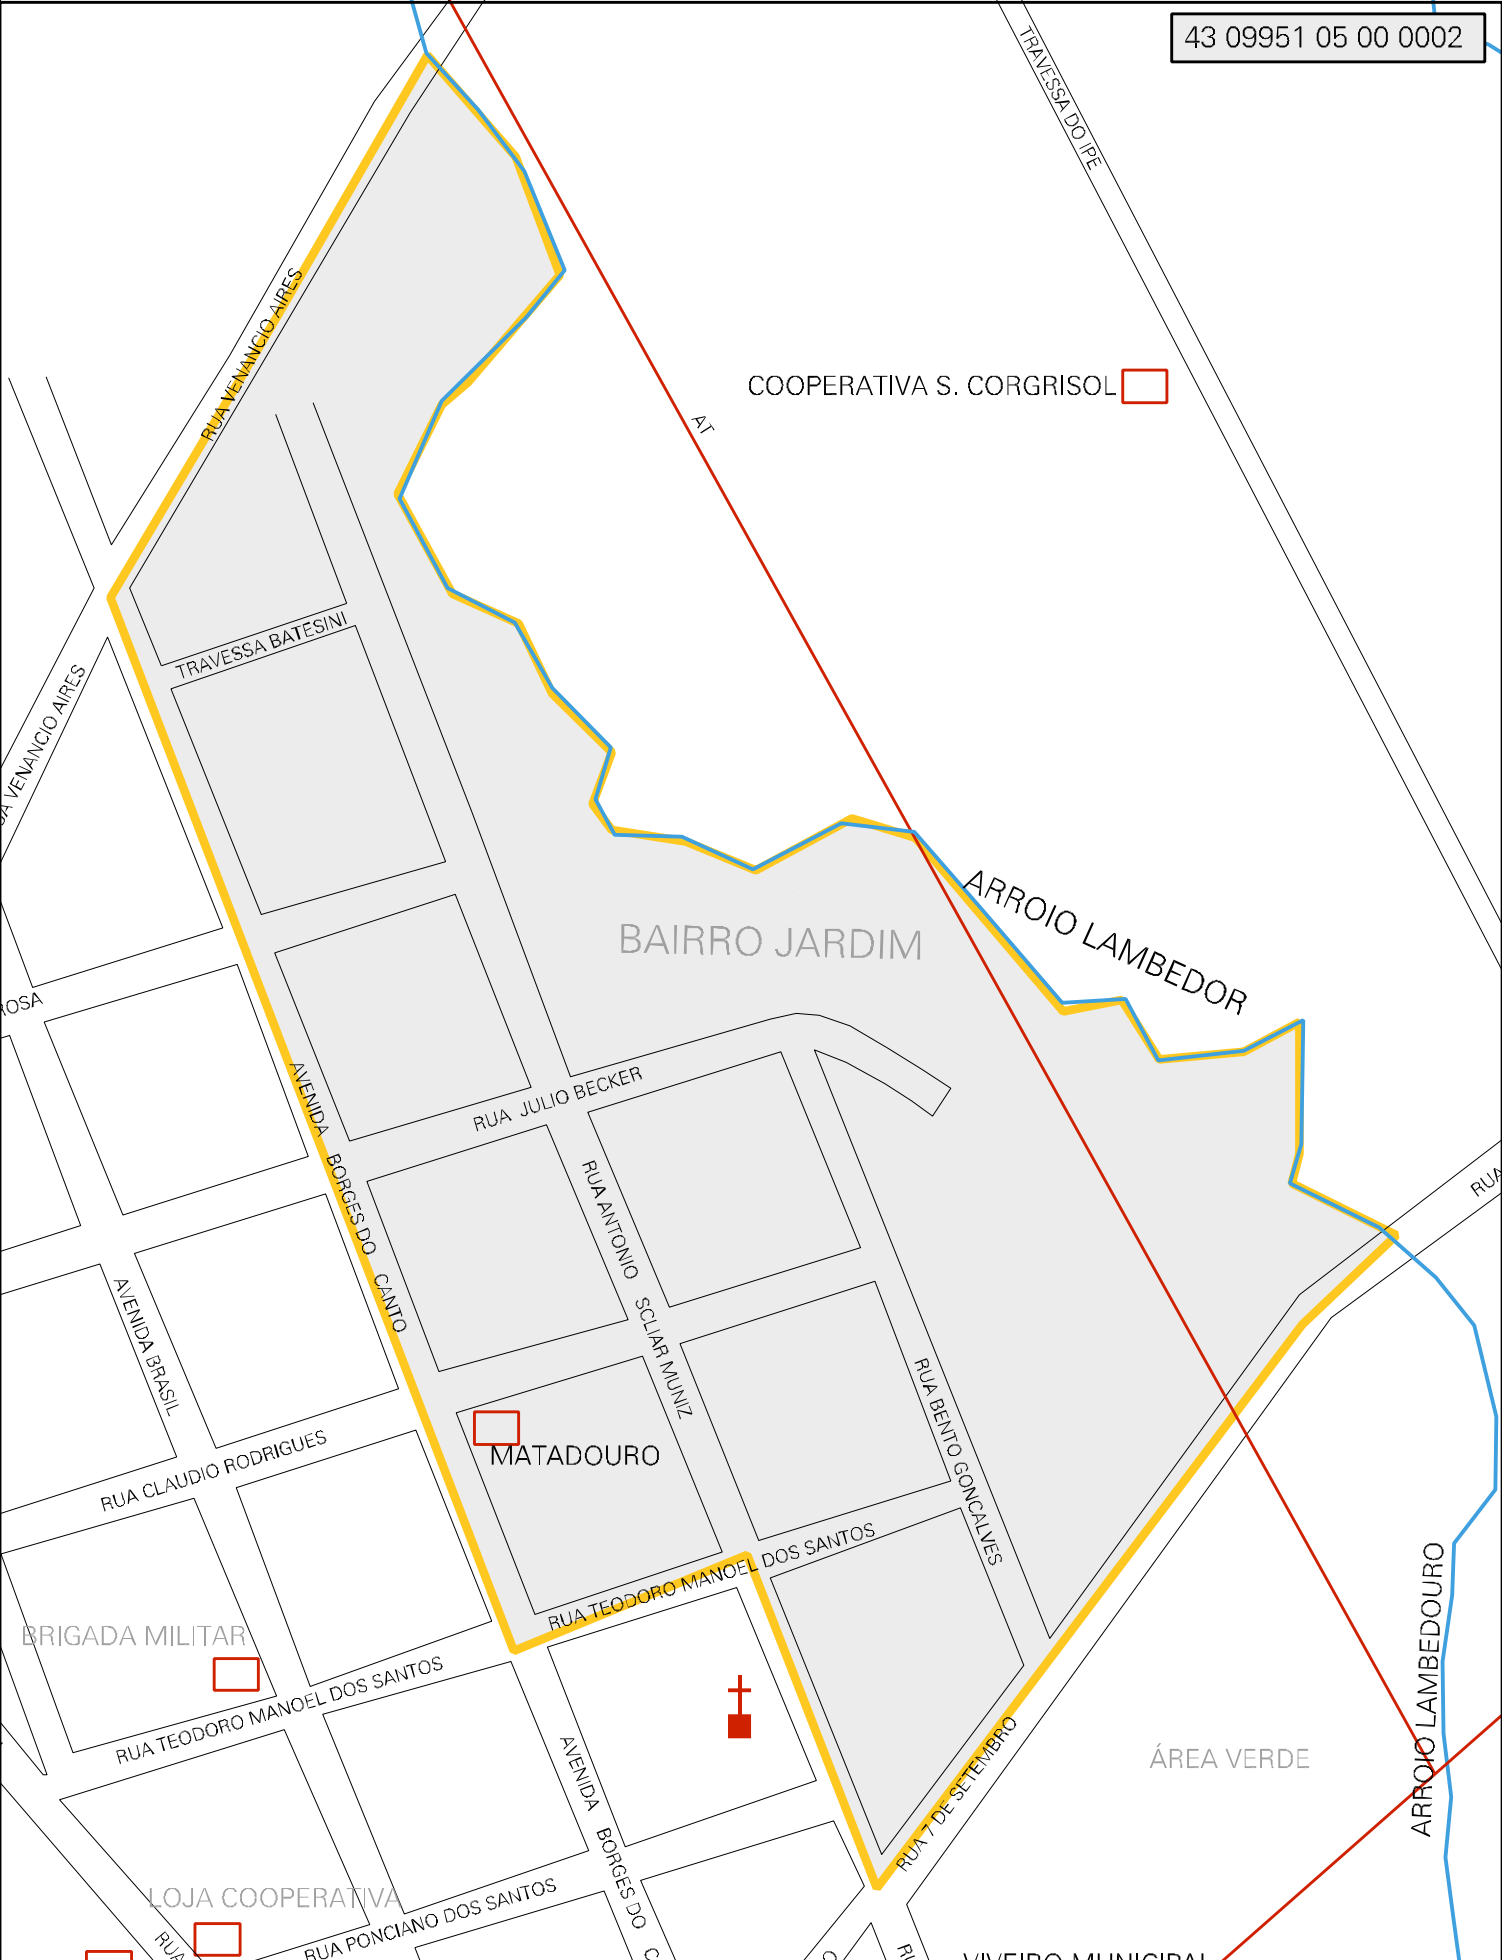 43 09951 05 00 0002
TRAVESSA DO IPE
RUA VENANCIO AIRES
COOPERATIVA S. CORGRISOL
AT
TRAVESSA BATESINI
VENANCIO AIRES
ARROIO LAMBEDOR
BAIRRO JARDIM
AVENIDA BORGES DO CANTO
RUA JULIO BECKER
RUA ANTONIO SCLIAR MUNIZ
RUA
AVENIDA BRASIL
RUA BENTO GONCALVES
MATADOURO
RUA CLAUDIO RODRIGUES
RUA TEODORO MANOEL DOS SANTOS
BRIGADA MILITAR
RUA TEODORO MANOEL DOS SANTOS
ARROIO LAMBEDOURO
RUA 7 DE SETEMBRO
ÁREA VERDE
AVENIDA BORGES DO
LOJA COOPERATIVA
RUA PONCIANO DOS SANTOS
RUA
VIVEIRO MUNICIPAL